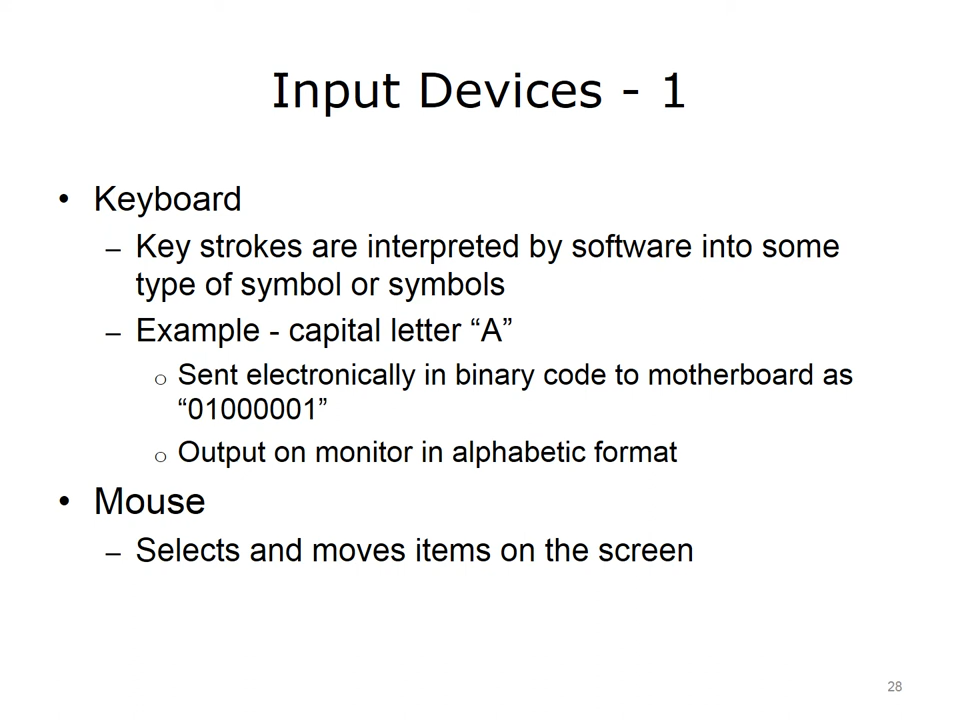 Input Devices - 1
• Keyboard
– Key strokes are interpreted by software into some
type of symbol or symbols
– Example - capital letter “A”
○ Sent electronically in binary code to motherboard as
“01000001”
○ Output on monitor in alphabetic format
• Mouse
– Selects and moves items on the screen
28